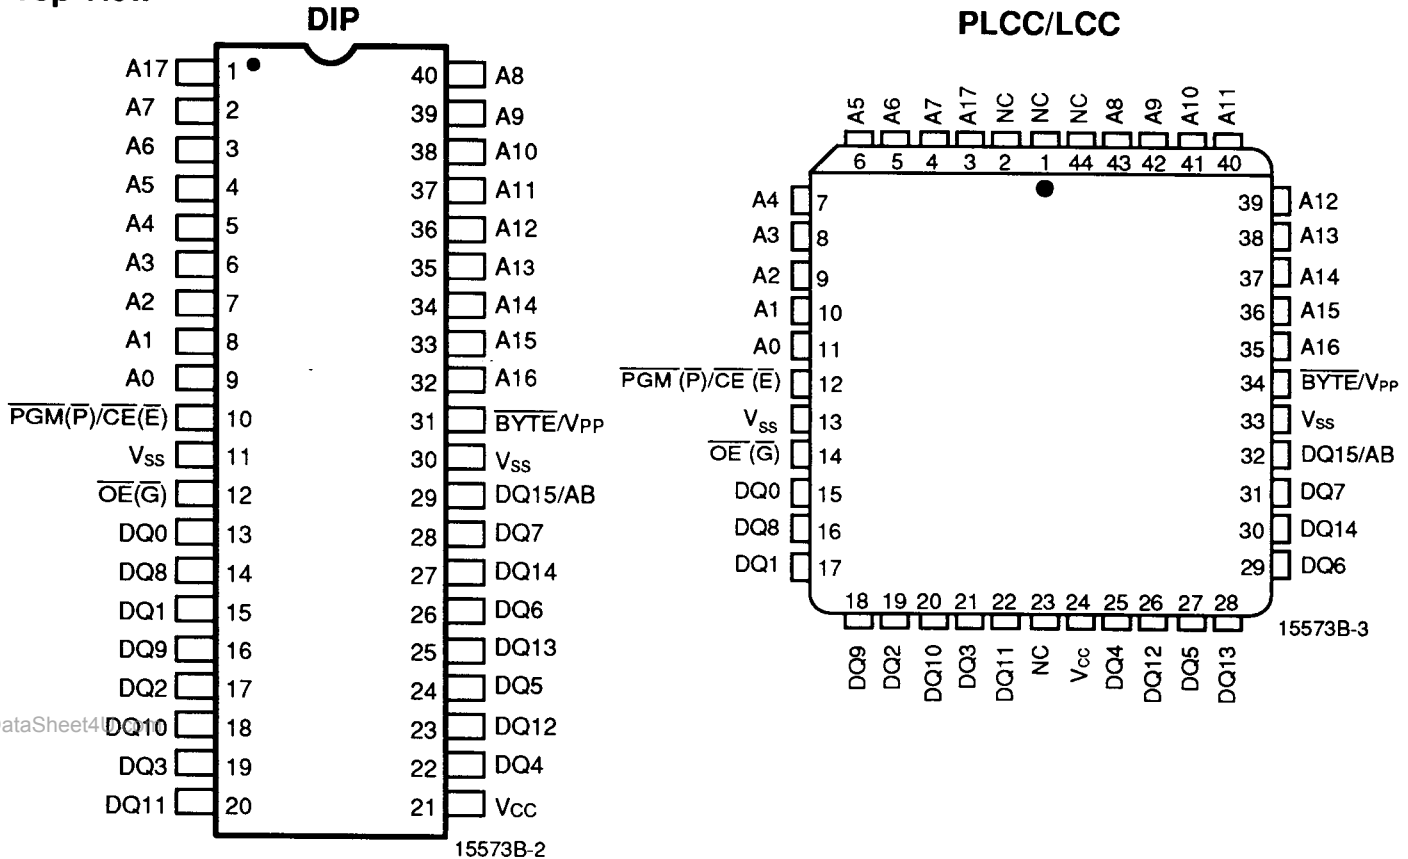 DIP
A17 1 40 A8
A7 2 39 A9
A6 3 38 A10
A5 4 37 A11
A4 5 36 A12
A3 6 35 A13
A2 7 34 A14
A1 8 33 A15
A0 9 32 A16
PGM(P)/CE(E) 10 31 BYTE/VPP
VSS 11 30 VSS
OE(G) 12 29 DQ15/AB
DQ0 13 28 DQ7
DQ8 14 27 DQ14
DQ1 15 26 DQ6
DQ9 16 25 DQ13
DQ2 17 24 DQ5
DQ10 18 23 DQ12
DQ3 19 22 DQ4
DQ11 20 21 VCC
15573B-2
PLCC/LCC
A5 A6 A7 A17 NC NC NC A8 A9 A10 A11
6 5 4 3 2 1 44 43 42 41 40
A4 7 39 A12
A3 8 38 A13
A2 9 37 A14
A1 10 36 A15
A0 11 35 A16
PGM (P)/CE (E) 12 34 BYTE/VPP
VSS 13 33 VSS
OE (G) 14 32 DQ15/AB
DQ0 15 31 DQ7
DQ8 16 30 DQ14
DQ1 17 29 DQ6
18 19 20 21 22 23 24 25 26 27 28
DQ9 DQ2 DQ10 DQ3 DQ11 NC VCC DQ4 DQ12 DQ5 DQ13
15573B-3